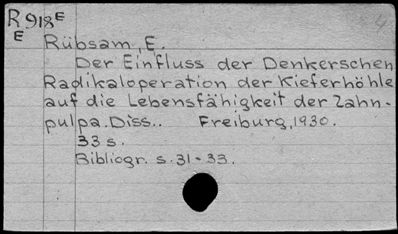 R 918 E
E
Rübsam, E.
Der Einfluss der Denkerschen
Radikaloperation der Kieferhöhle
auf die Lebensfähigkeit der Zahn-
pulpa. Diss.. Freiburg, 1930.
33 s.
Bibliogr. s. 31-33.